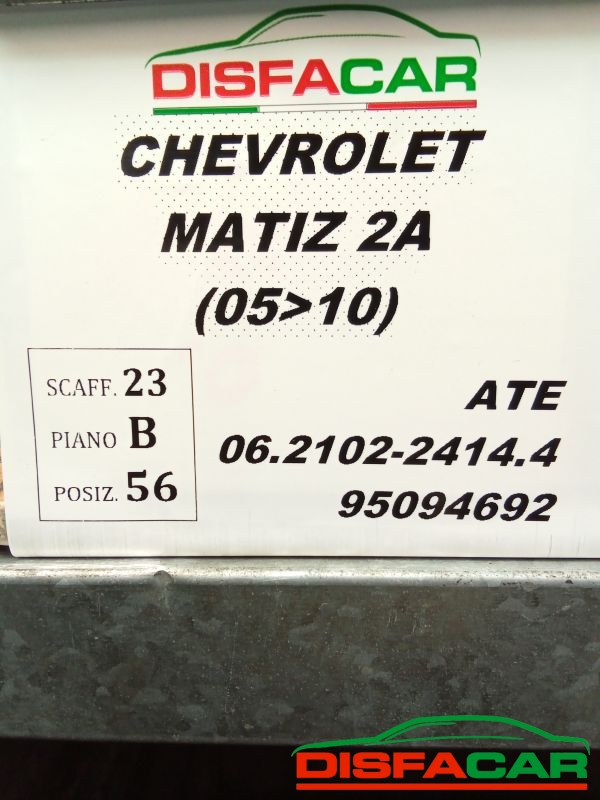 DISFACAR
CHEVROLET
MATIZ 2A
(05>10)
SCAFF. 23
PIANO B
POSIZ. 56
ATE
06.2102-2414.4
95094692
DISFACAR